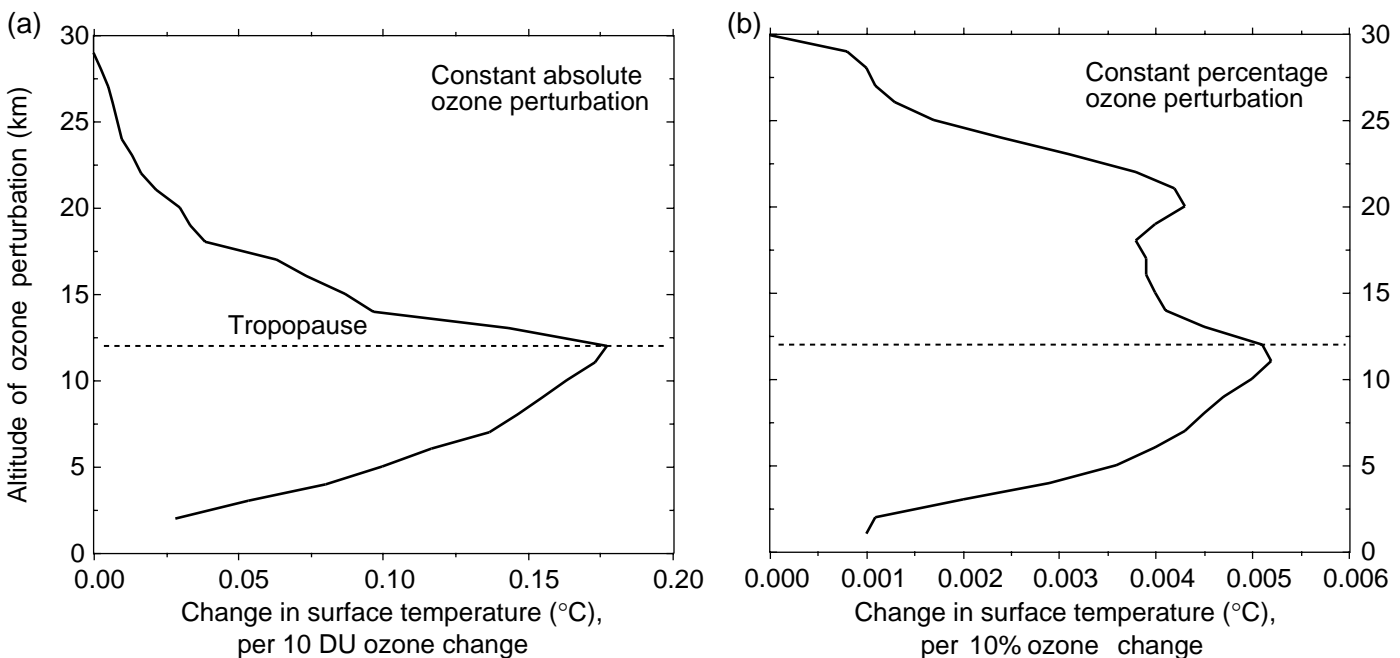 (a)
Altitude of ozone perturbation (km)
30
25
20
15
10
5
0
Constant absolute
ozone perturbation
Tropopause
0.00 0.05 0.10 0.15 0.20
Change in surface temperature (°C),
per 10 DU ozone change
(b)
Constant percentage
ozone perturbation
30
25
20
15
10
5
0
0.000 0.001 0.002 0.003 0.004 0.005 0.006
Change in surface temperature (°C),
per 10% ozone change